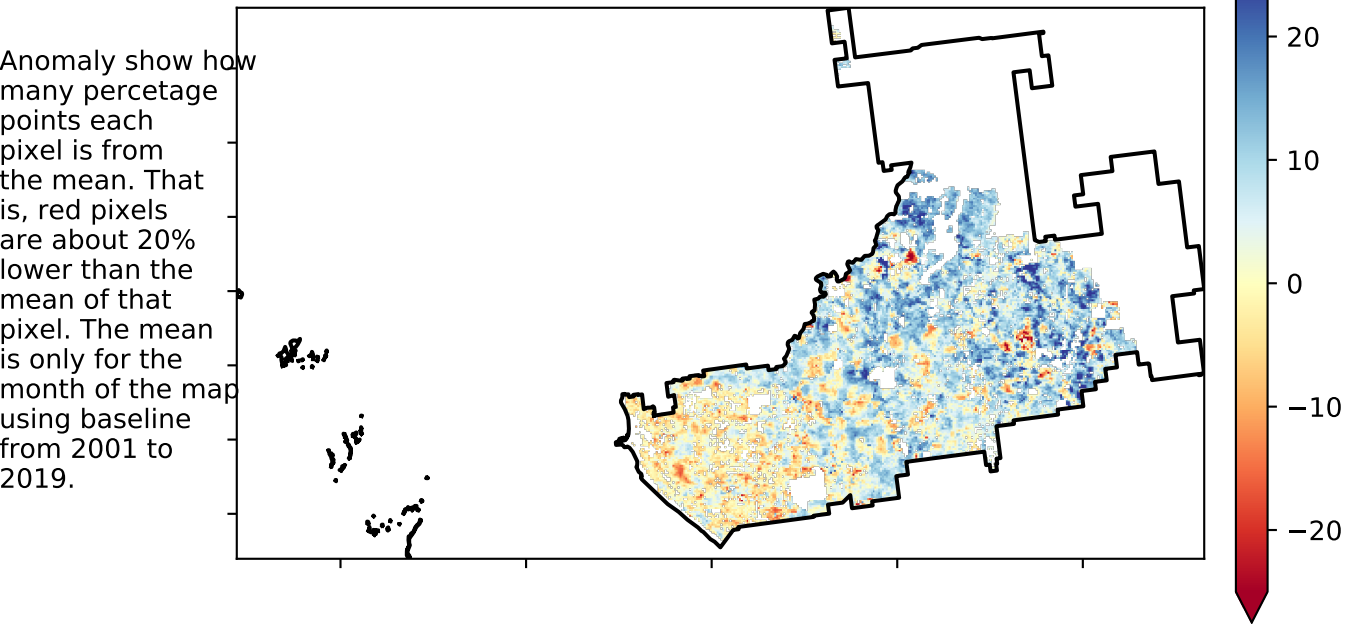 Anomaly show how
many percetage
points each
pixel is from
the mean. That
is, red pixels
are about 20%
lower than the
mean of that
pixel. The mean
is only for the
month of the map
using baseline
from 2001 to
2019.
20
10
0
−10
−20